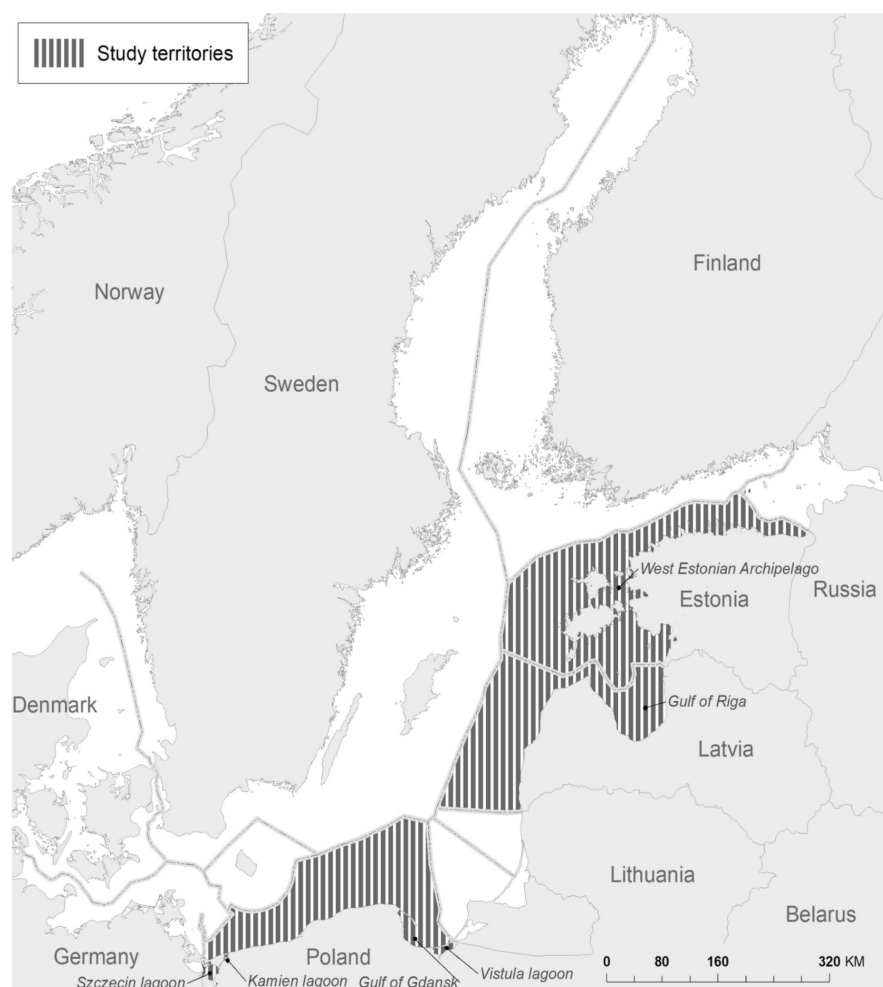 Study territories
Finland
Norway
Sweden
West Estonian Archipelago
Estonia
Russia
Denmark
Gulf of Riga
Latvia
Lithuania
Belarus
Germany
Poland
Szczecin lagoon
Kamien lagoon
Gulf of Gdansk
Vistula lagoon
0 80 160 320 KM